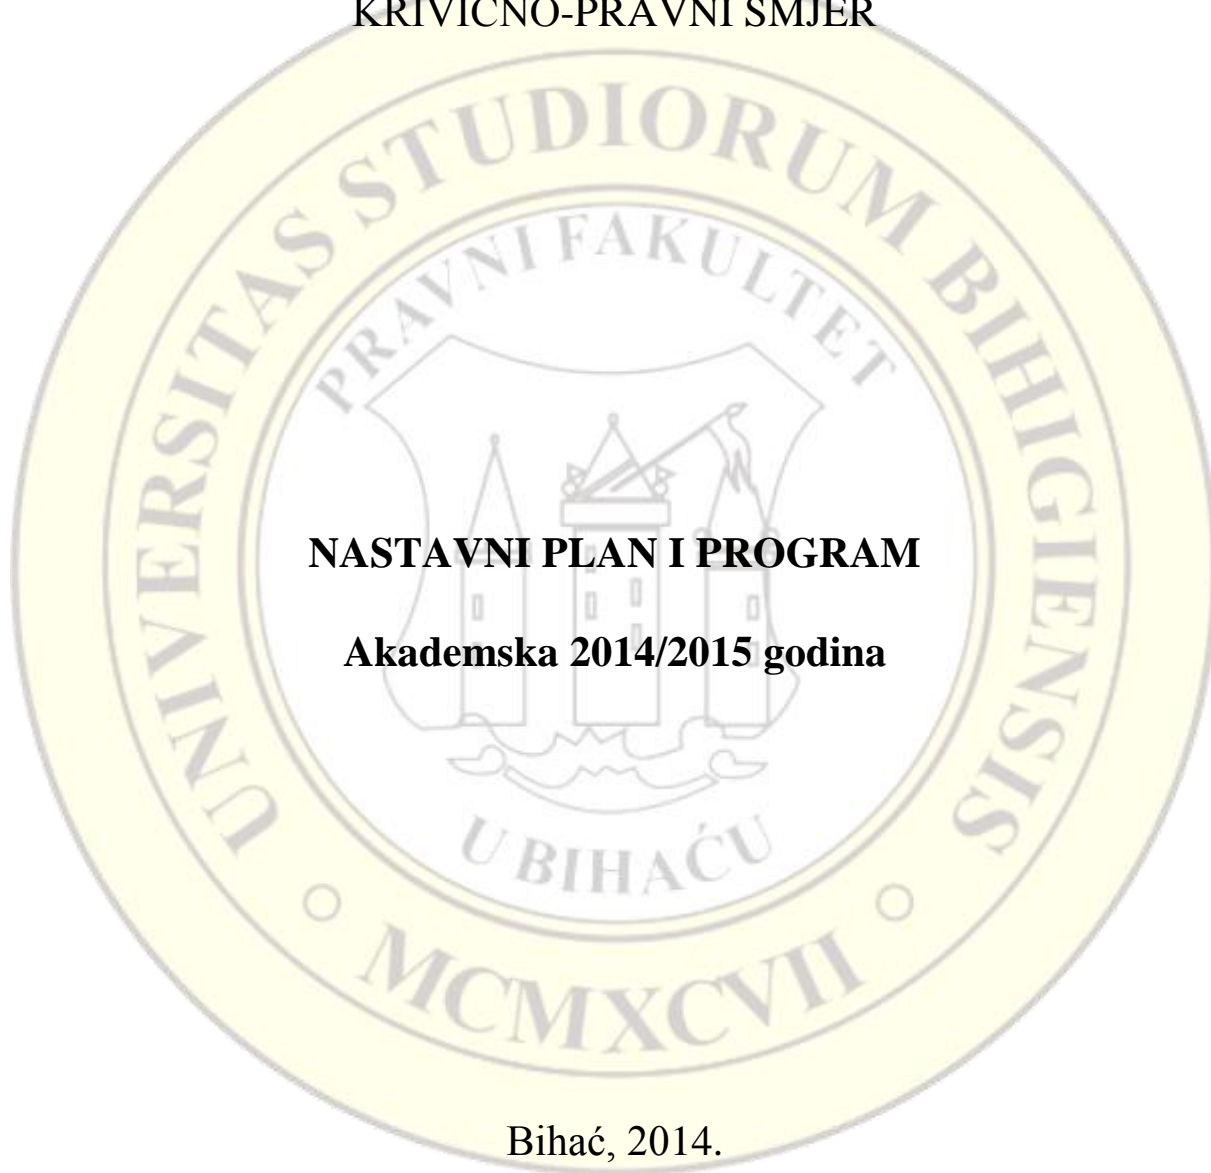 KRIVIČNO-PRAVNI SMJER
UNIVERSITAS STUDIORUM BIHIGIENSIS
PRAVNI FAKULTET
NASTAVNI PLAN I PROGRAM
Akademska 2014/2015 godina
U BIHAĆU
MCMXCVII
Bihać, 2014.